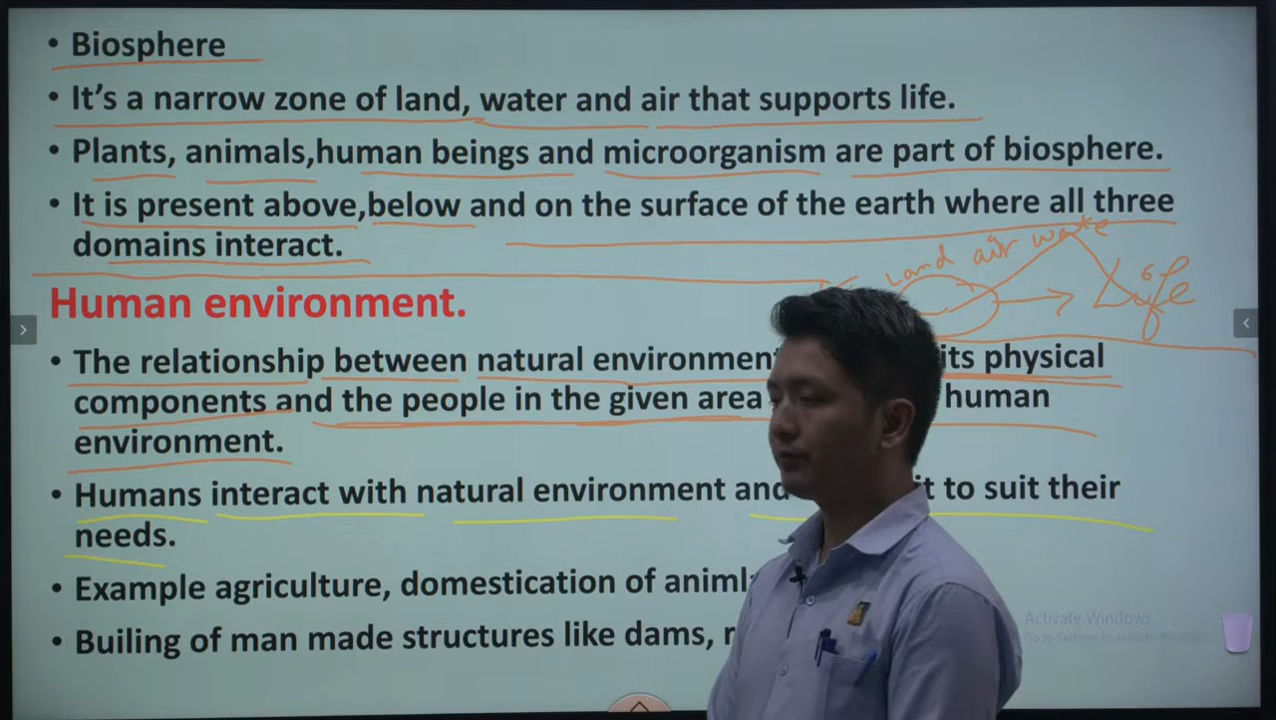 • Biosphere
• It's a narrow zone of land, water and air that supports life.
• Plants, animals,human beings and microorganism are part of biosphere.
• It is present above,below and on the surface of the earth where all three
domains interact.
Land air wate
Life
Human environment.
• The relationship between natural environment its physical
components and the people in the given area human
environment.
• Humans interact with natural environment and it to suit their
needs.
• Example agriculture, domestication of
• Builing of man made structures like dams,
Activate Windows